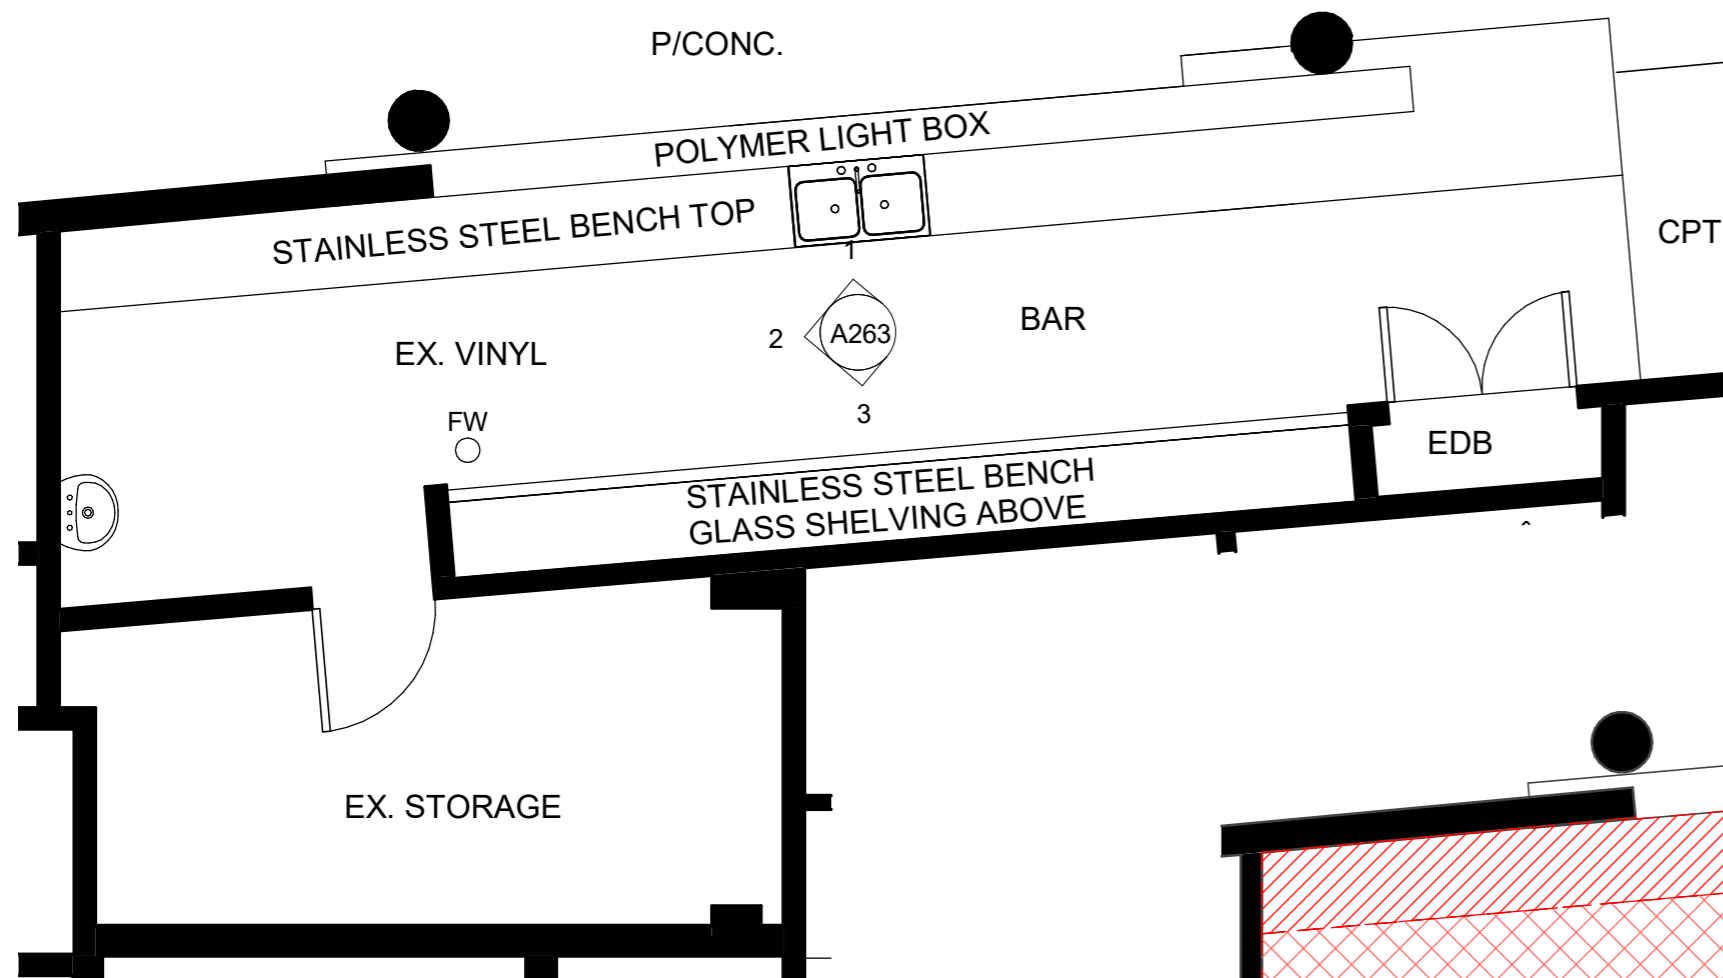 P/CONC.
POLYMER LIGHT BOX
STAINLESS STEEL BENCH TOP
CPT
1
2
A263
BAR
EX. VINYL
3
FW
EDB
STAINLESS STEEL BENCH
GLASS SHELVING ABOVE
EX. STORAGE